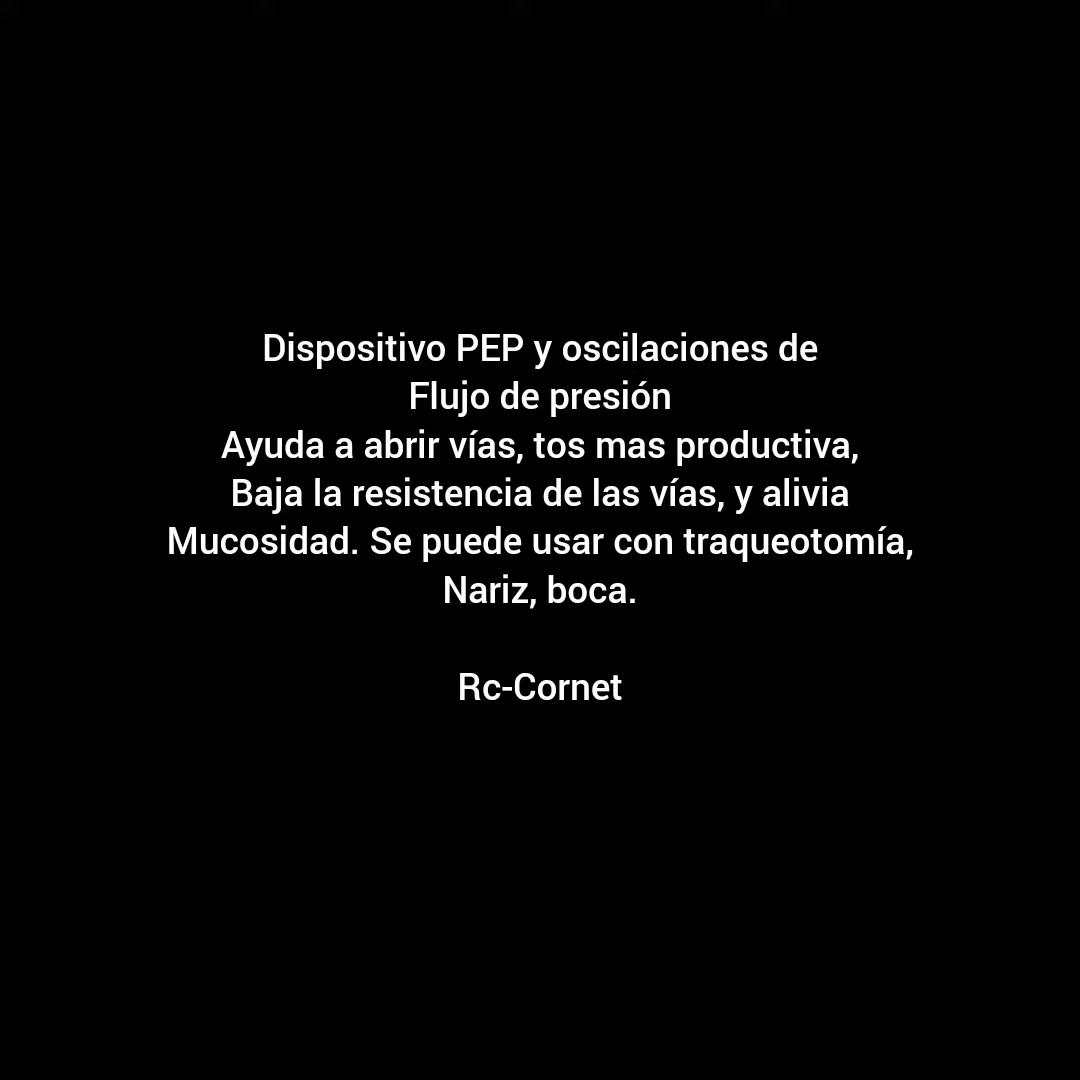 Dispositivo PEP y oscilaciones de
Flujo de presión
Ayuda a abrir vías, tos mas productiva,
Baja la resistencia de las vías, y alivia
Mucosidad. Se puede usar con traqueotomía,
Nariz, boca.
Rc-Cornet